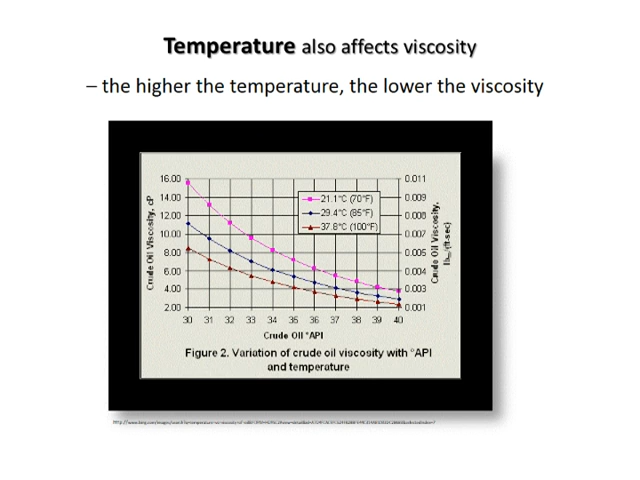 Temperature also affects viscosity
– the higher the temperature, the lower the viscosity
16.00
14.00
12.00
10.00
8.00
6.00
4.00
2.00
Crude Oil Viscosity, cP
21.1°C (70°F)
29.4°C (85°F)
37.8°C (100°F)
0.011
0.009
0.008
0.007
0.005
0.004
0.003
0.001
Crude Oil Viscosity,
30 31 32 33 34 35 36 37 38 39 40
Crude Oil °API
Figure 2. Variation of crude oil viscosity with °API
and temperature